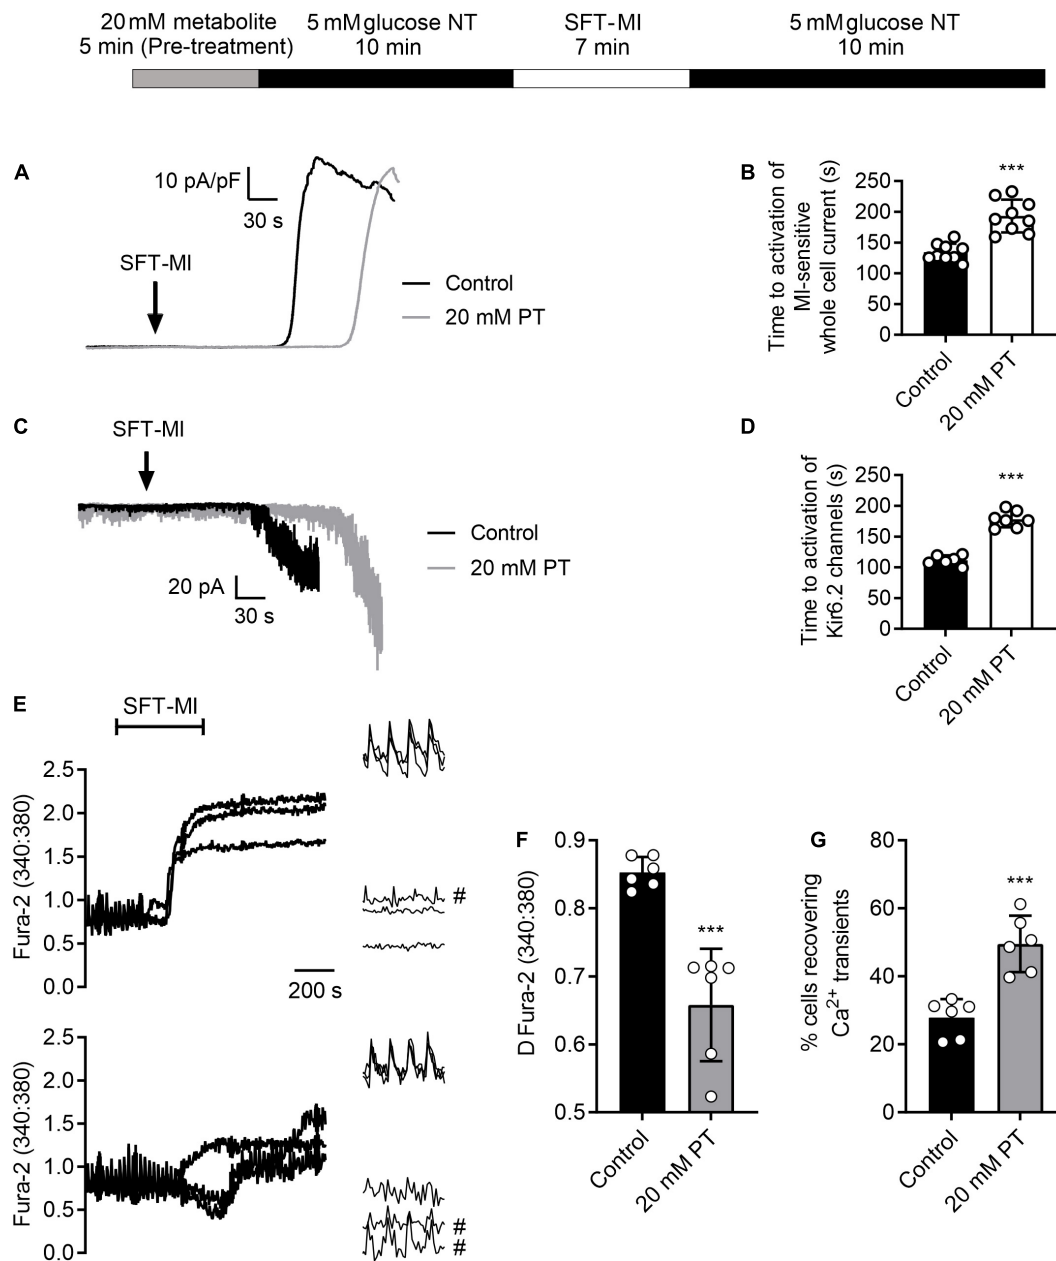 20 mM metabolite
5 min (Pre-treatment)
5 mM glucose NT
10 min
SFT-MI
7 min
5 mM glucose NT
10 min
A
10 pA/pF
30 s
SFT-MI
Control
20 mM PT
B
Time to activation of
MI-sensitive
whole cell current (s)
250
200
150
100
50
0
***
Control
20 mM PT
C
SFT-MI
20 pA
30 s
Control
20 mM PT
D
Time to activation of
Kir6.2 channels (s)
250
200
150
100
50
0
***
Control
20 mM PT
E
SFT-MI
Fura-2 (340:380)
2.5
2.0
1.5
1.0
0.5
0.0
200 s
#
Fura-2 (340:380)
2.5
2.0
1.5
1.0
0.5
0.0
#
#
F
D Fura-2 (340:380)
0.9
0.8
0.7
0.6
0.5
***
Control
20 mM PT
G
% cells recovering
Ca2+ transients
80
60
40
20
0
***
Control
20 mM PT